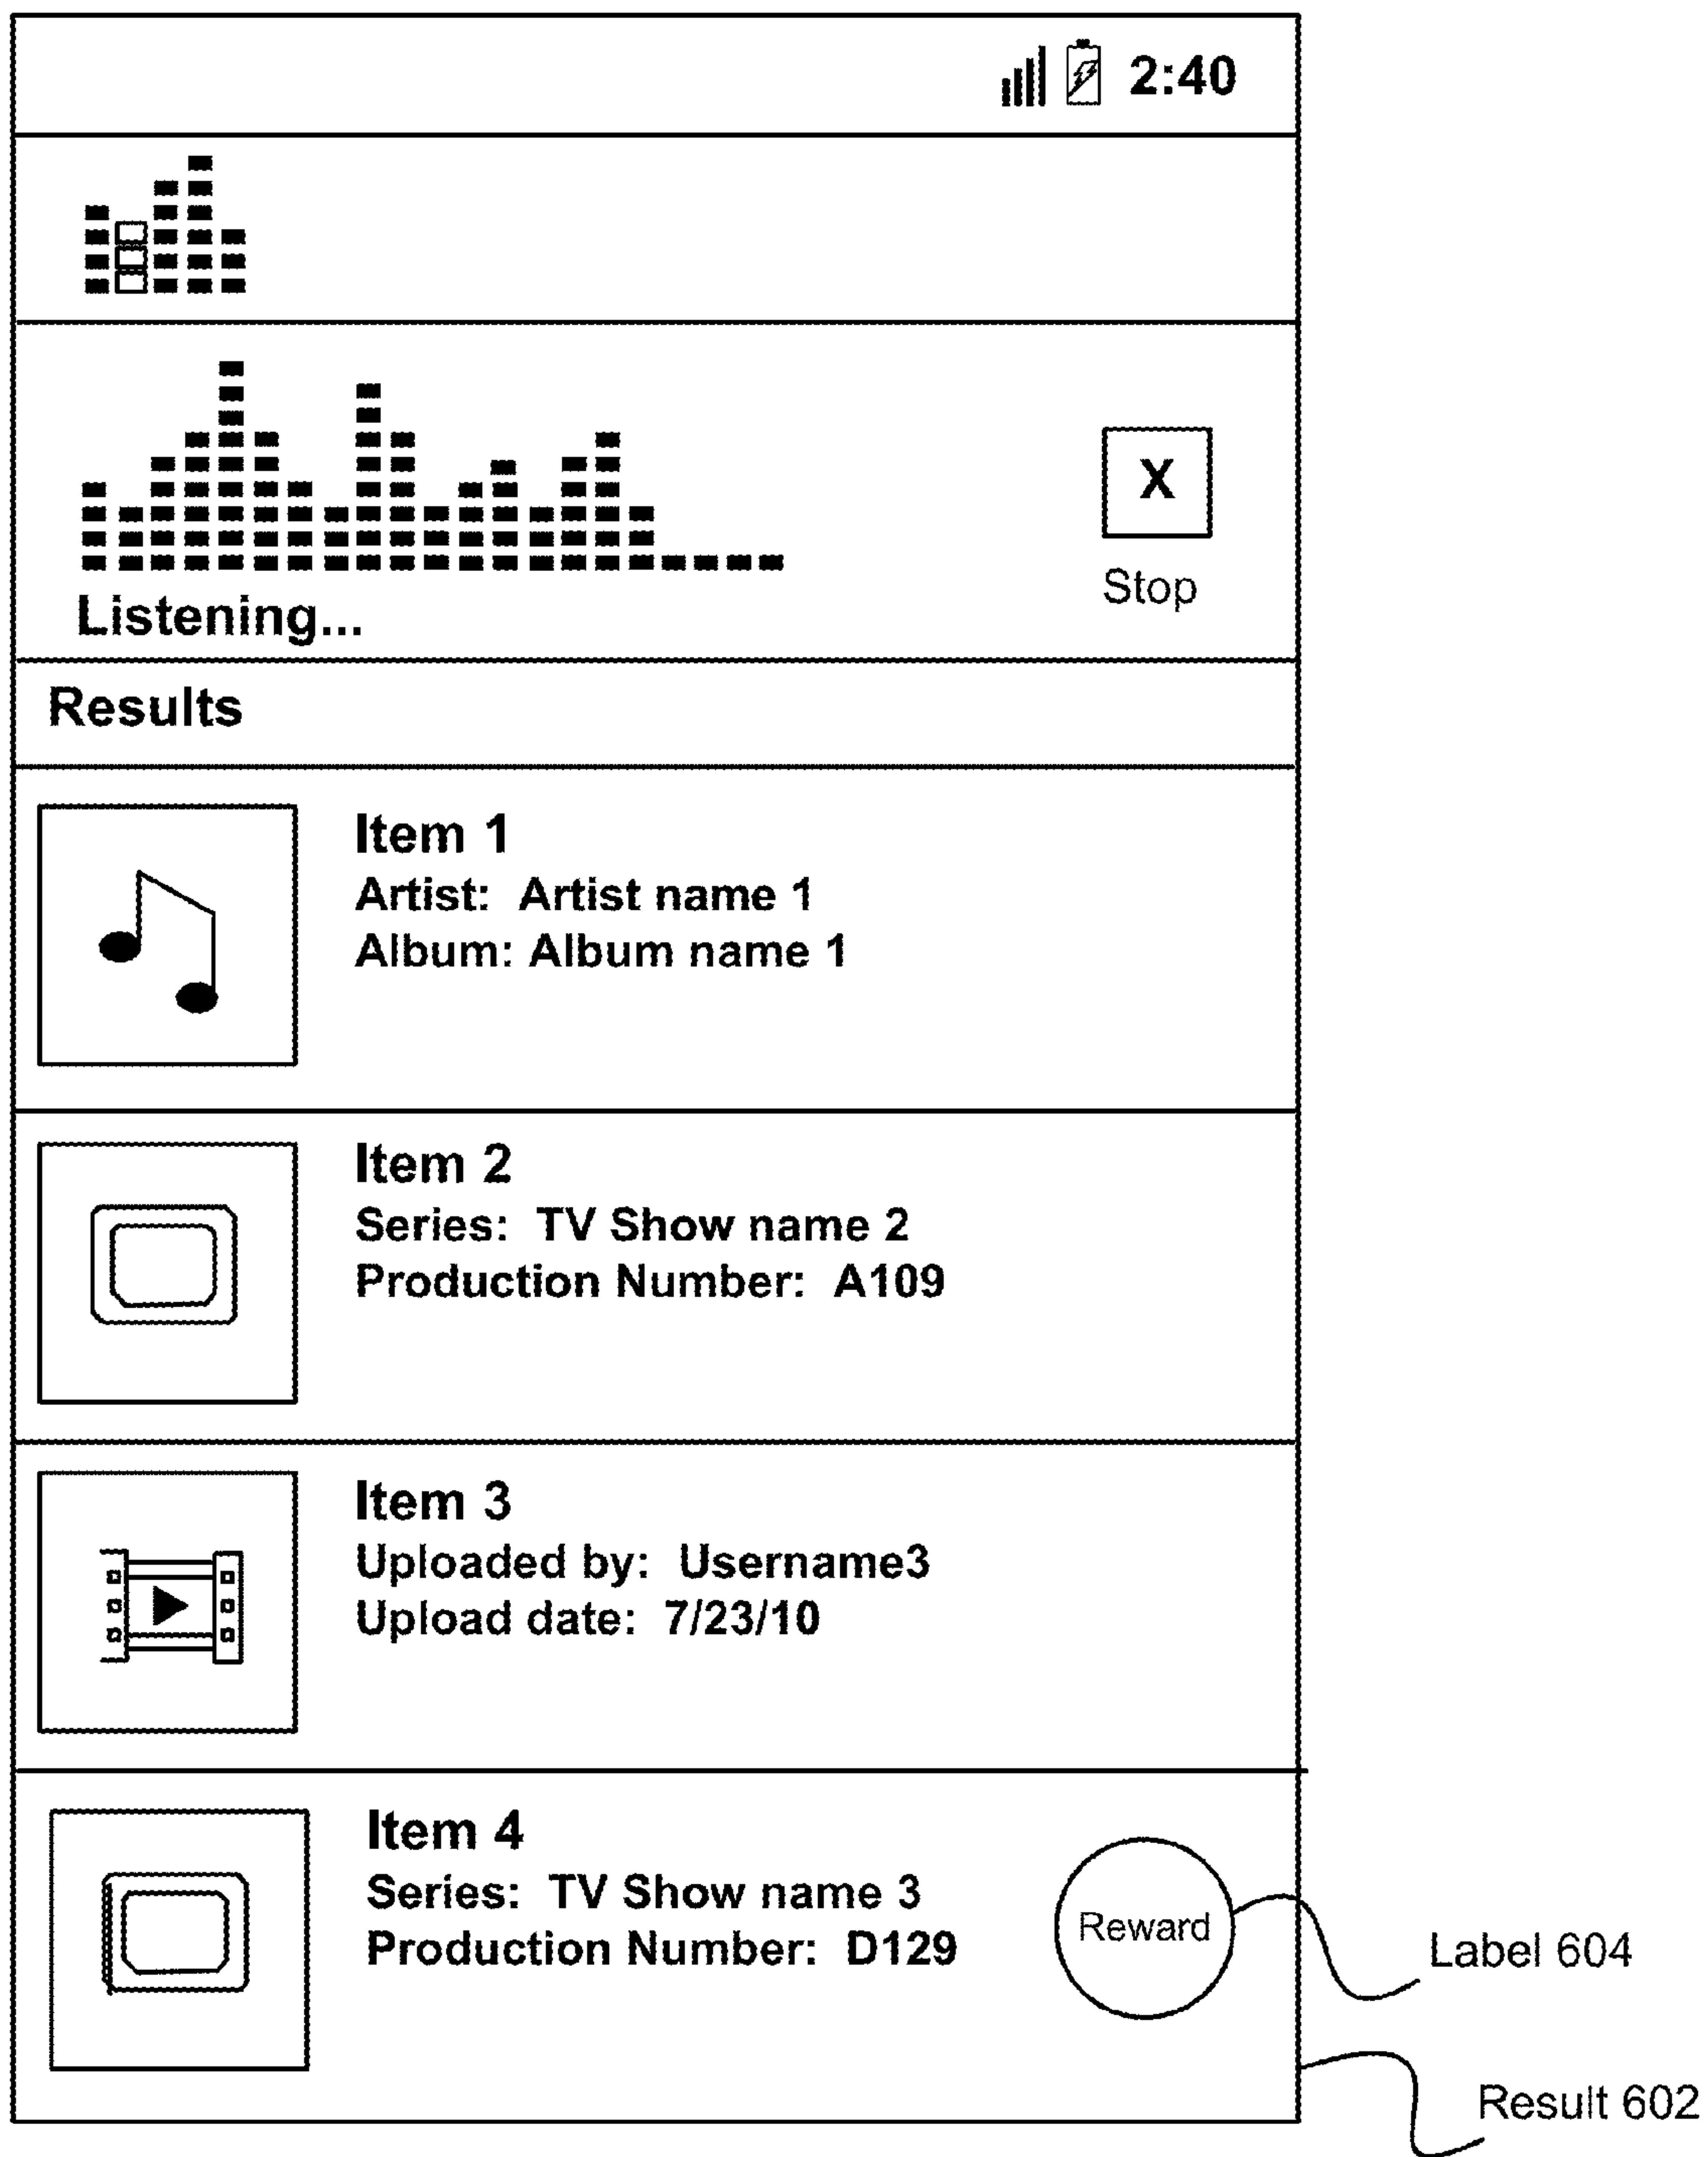 2:40
X
Stop
Listening...
Results
Item 1
Artist: Artist name 1
Album: Album name 1
Item 2
Series: TV Show name 2
Production Number: A109
Item 3
Uploaded by: Username3
Upload date: 7/23/10
Item 4
Series: TV Show name 3
Production Number: D129
Reward
Label 604
Result 602